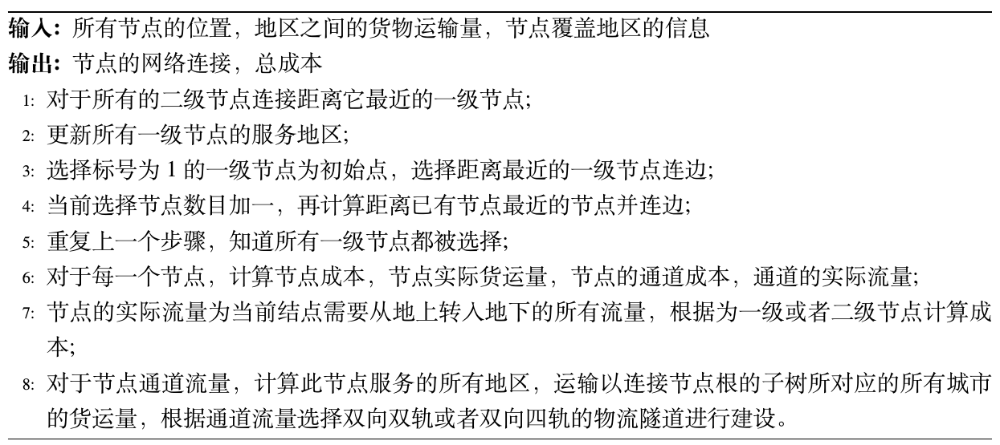 输入：所有节点的位置，地区之间的货物运输量，节点覆盖地区的信息
输出：节点的网络连接，总成本
1: 对于所有的二级节点连接距离它最近的一级节点;
2: 更新所有一级节点的服务地区;
3: 选择标号为 1 的一级节点为初始点，选择距离最近的一级节点连边;
4: 当前选择节点数目加一，再计算距离已有节点最近的节点并连边;
5: 重复上一个步骤，知道所有一级节点都被选择;
6: 对于每一个节点，计算节点成本，节点实际货运量，节点的通道成本，通道的实际流量;
7: 节点的实际流量为当前结点需要从地上转入地下的所有流量，根据为一级或者二级节点计算成
本;
8: 对于节点通道流量，计算此节点服务的所有地区，运输以连接节点根的子树所对应的所有城市
的货运量，根据通道流量选择双向双轨或者双向四轨的物流隧道进行建设。